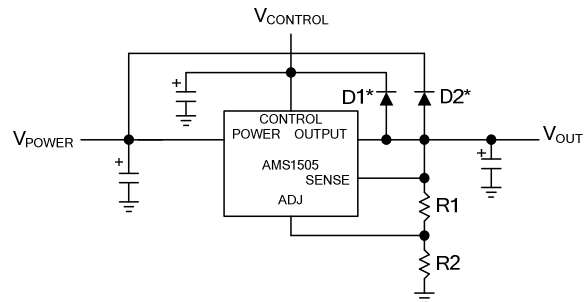 VCONTROL
+
D1*
D2*
CONTROL
VPOWER
POWER OUTPUT
VOUT
+
AMS1505
+
SENSE
ADJ
R1
R2